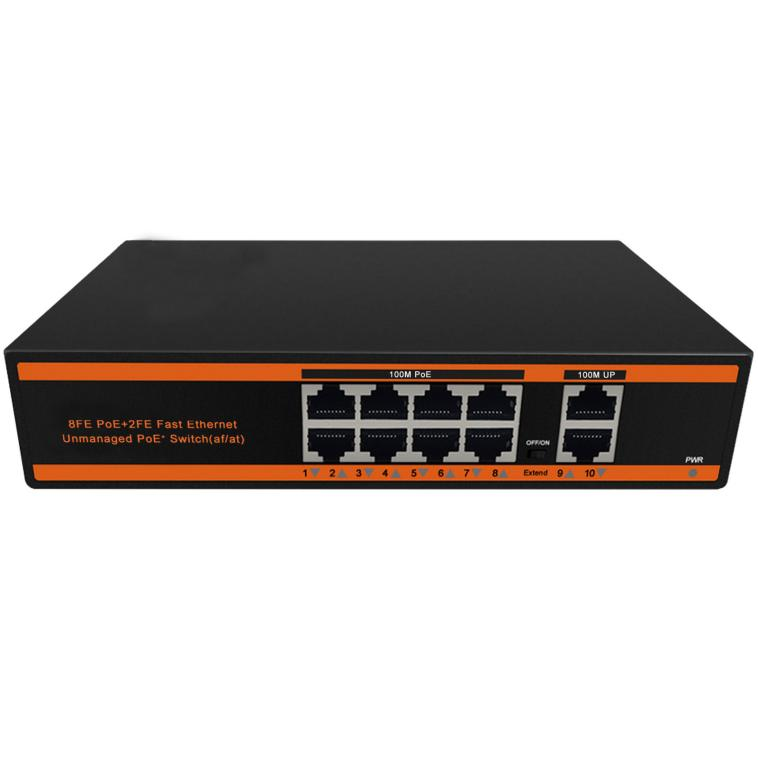 100M PoE
100M UP
8FE PoE+2FE Fast Ethernet
Unmanaged PoE+ Switch(af/at)
OFF/ON
PWR
1 2 3 4 5 6 7 8 Extend 9 10